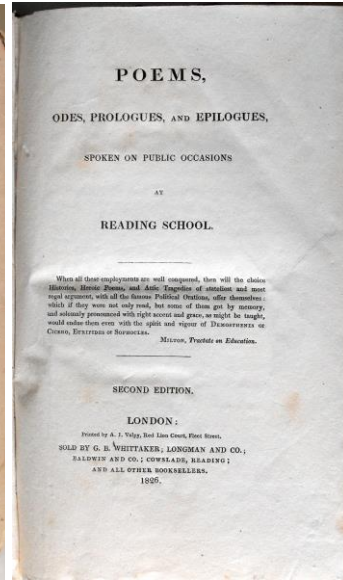 POEMS,
ODES, PROLOGUES, AND EPILOGUES,
SPOKEN ON PUBLIC OCCASIONS
AT
READING SCHOOL.
When all these employments are well conquered, then will the choice
Histories, Heroic Poems, and Attic Tragedies of stateliest and most
regal argument, with all the famous Political Orations, offer themselves:
which if they were not only read, but some of them got by memory,
and solemnly pronounced with right accent and grace, as might be taught,
would endue them even with the spirit and vigour of DEMOSTHENES or
CICERO, EURIPIDES or SOPHOCLES.
MILTON, Tractate on Education.
SECOND EDITION.
LONDON:
Printed by A. J. Valpy, Red Lion Court, Fleet Street.
SOLD BY G. B. WHITTAKER; LONGMAN AND CO.;
BALDWIN AND CO.; COWSLADE, READING;
AND ALL OTHER BOOKSELLERS.
1826.